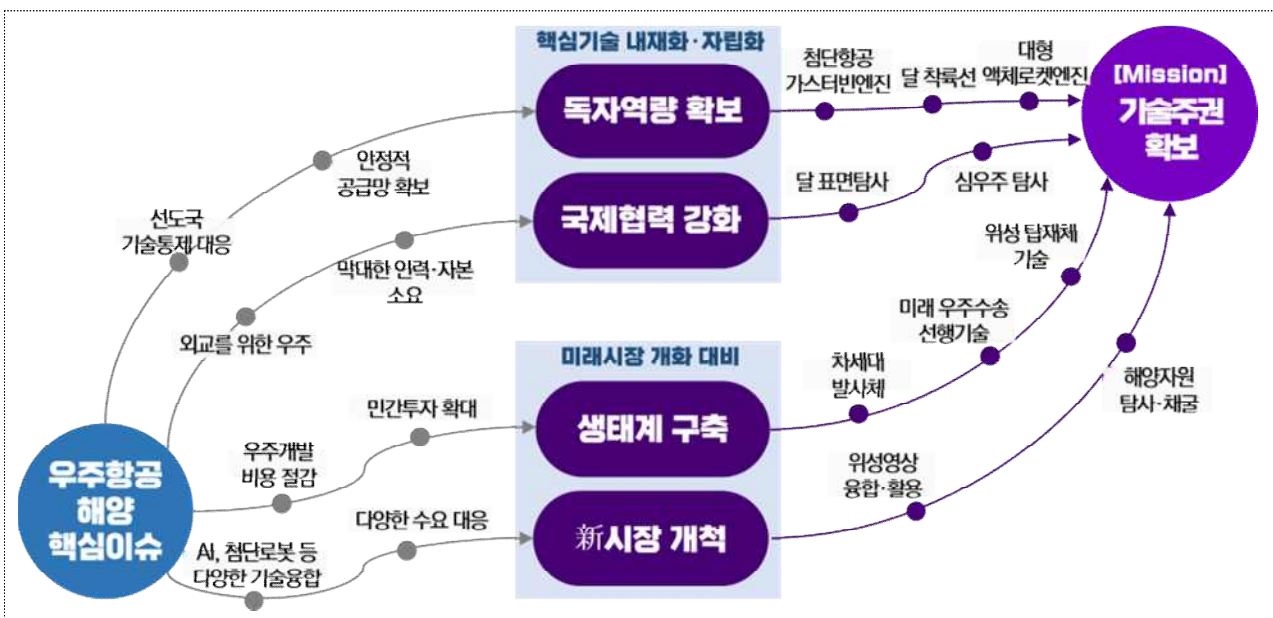 핵심기술 내재화·자립화
독자역량 확보
국제협력 강화
첨단항공
가스터빈엔진
달 착륙선
대형
액체로켓엔진
[Mission]
기술주권
확보
안정적
공급망 확보
선도국
기술통제 대응
달 표면탐사
심우주 탐사
막대한 인력·자본
소요
외교를 위한 우주
위성 탑재체
기술
미래 우주수송
선행기술
미래시장 개화 대비
생태계 구축
新시장 개척
차세대
발사체
해양자원
탐사·채굴
민간투자 확대
우주개발
비용 절감
위성영상
융합·활용
우주항공
해양
핵심이슈
다양한 수요 대응
AI, 첨단로봇 등
다양한 기술융합